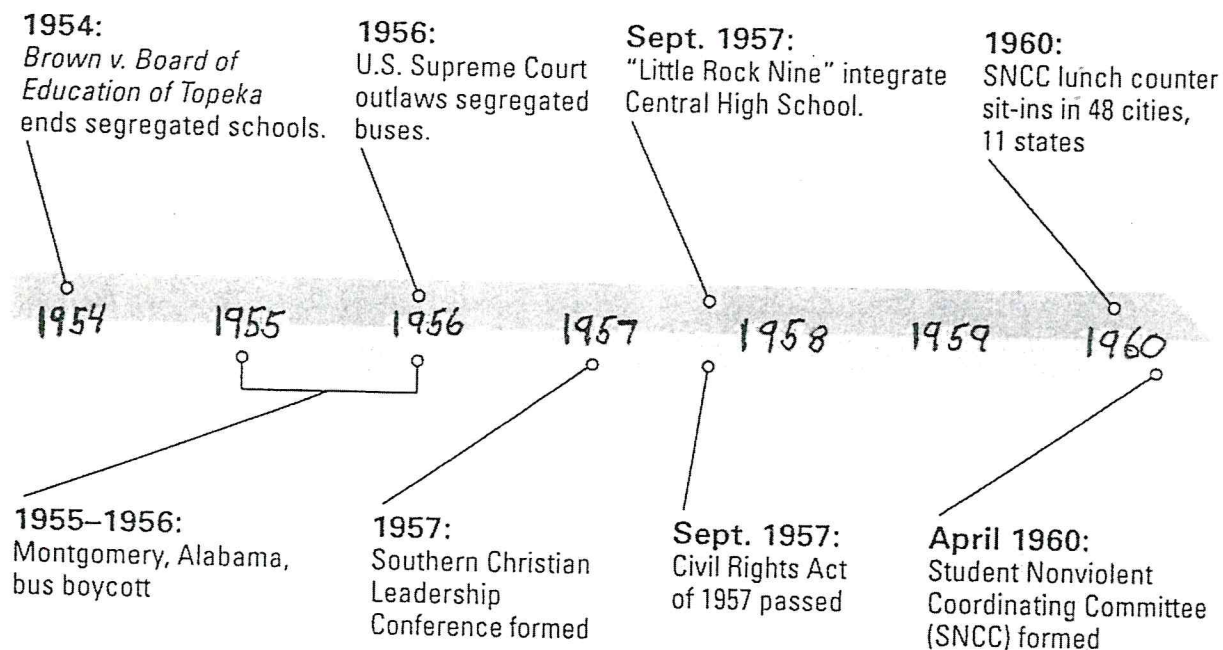 1954:
Brown v. Board of
Education of Topeka
ends segregated schools.
1956:
U.S. Supreme Court
outlaws segregated
buses.
Sept. 1957:
"Little Rock Nine" integrate
Central High School.
1960:
SNCC lunch counter
sit-ins in 48 cities,
11 states
1954 1955 1956 1957 1958 1959 1960
1955–1956:
Montgomery, Alabama,
bus boycott
1957:
Southern Christian
Leadership
Conference formed
Sept. 1957:
Civil Rights Act
of 1957 passed
April 1960:
Student Nonviolent
Coordinating Committee
(SNCC) formed